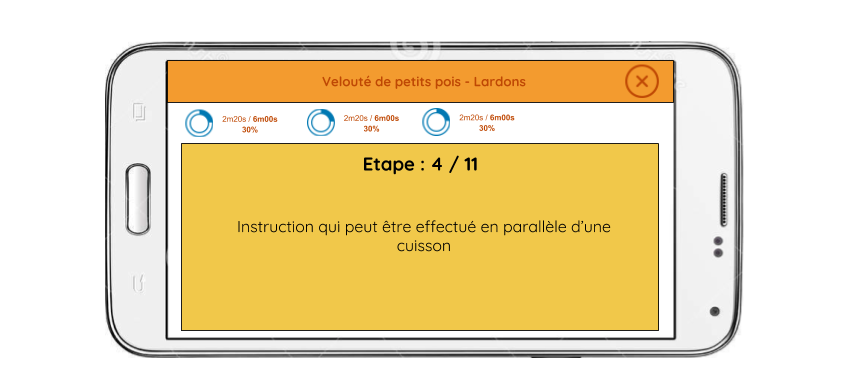 Velouté de petits pois - Lardons
2m20s / 6m00s
30%
2m20s / 6m00s
30%
2m20s / 6m00s
30%
Etape : 4 / 11
Instruction qui peut être effectué en parallèle d'une
cuisson